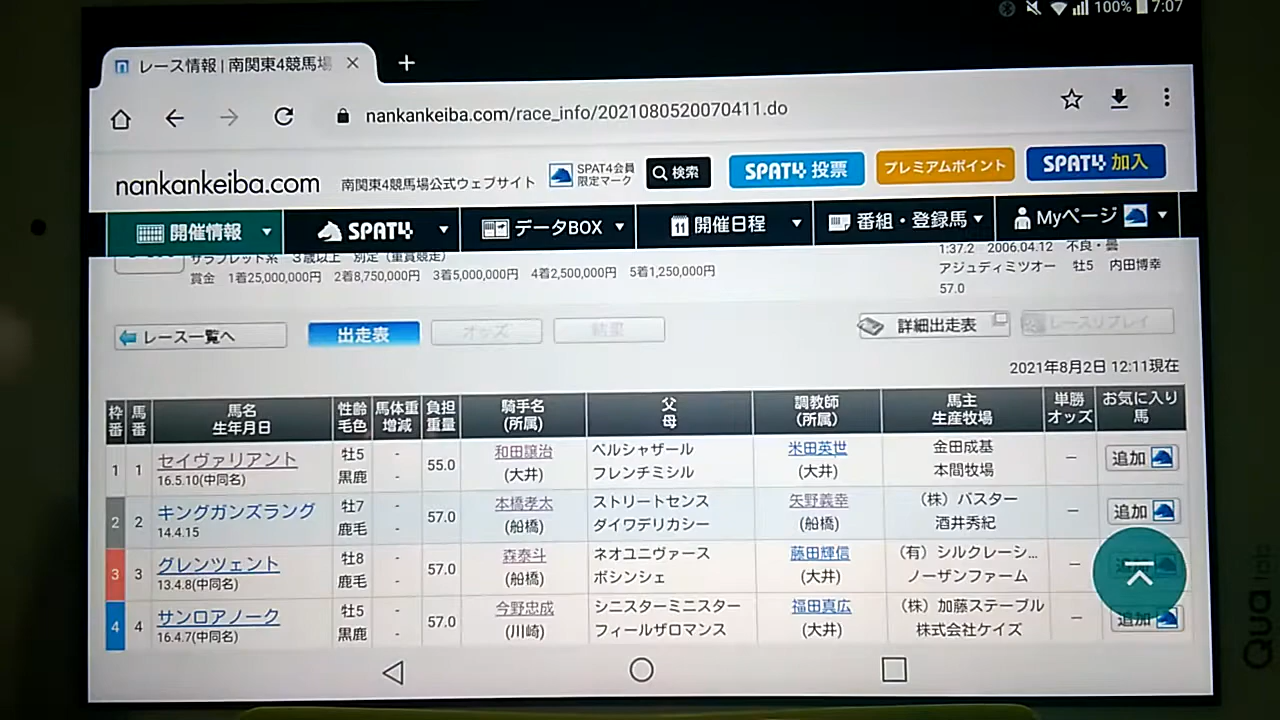 100% 7:07
レース情報 | 南関東4競馬場
nankankeiba.com/race_info/2021080520070411.do
nankankeiba.com 南関東4競馬場公式ウェブサイト SPAT4会員 限定マーク 検索 SPAT4 投票 プレミアムポイント SPAT4 加入
開催情報 SPAT4 データBOX 11 開催日程 番組・登録馬 Myページ
サラブレッド系 3歳以上 別定（重賞競走） 1:37.2 2006.04.12 不良・曇
賞金 1着25,000,000円 2着8,750,000円 3着5,000,000円 4着2,500,000円 5着1,250,000円 アジュディミツオー 牡5 内田博幸
57.0
レース一覧へ 出走表 オッズ 結果 詳細出走表 レースリプレイ
2021年8月2日 12:11現在
枠番 馬番 馬名 生年月日 性齢 毛色 馬体重 増減 負担 重量 騎手名 (所属) 父 母 調教師 (所属) 馬主 生産牧場 単勝 オッズ お気に入り 馬
1 1 セイヴァリアント 牡5 - 55.0 和田譲治 ペルシャザール 米田英世 金田成基 － 追加
16.5.10(中同名) 黒鹿 - (大井) フレンチミシル (大井) 本間牧場
2 2 キングガンズラング 牡7 - 57.0 本橋孝太 ストリートセンス 矢野義幸 （株）バスター － 追加
14.4.15 鹿毛 - (船橋) ダイワデリカシー (船橋) 酒井秀紀
3 3 グレンツェント 牡8 - 57.0 森泰斗 ネオユニヴァース 藤田輝信 （有）シルクレーシ... － 追加
13.4.8(中同名) 鹿毛 - (船橋) ボシンシェ (大井) ノーザンファーム
4 4 サンロアノーク 牡5 - 57.0 今野忠成 シニスターミニスター 福田真広 （株）加藤ステーブル － 追加
16.4.7(中同名) 黒鹿 - (川崎) フィールザロマンス (大井) 株式会社ケイズ
Qua tab